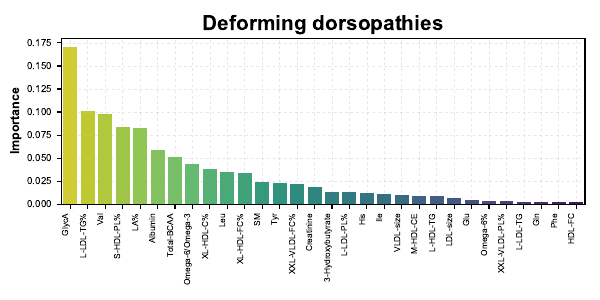 Deforming dorsopathies
Importance
0.175
0.150
0.125
0.100
0.075
0.050
0.025
0.000
GlycA
L-LDL-TG%
Val
S-HDL-PL%
LA%
Albumin
Total-BCAA
Omega-6/Omega-3
XL-HDL-C%
Leu
XL-HDL-FC%
SM
Tyr
XXL-VLDL-FC%
Creatinine
3-Hydroxybutyrate
L-LDL-PL%
His
Ile
VLDL-size
M-HDL-CE
L-HDL-TG
LDL-size
Glu
Omega-6%
XXL-VLDL-PL%
L-LDL-TG
Gln
Phe
HDL-FC